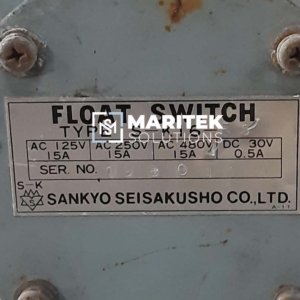 FLOAT SWITCH
MARITEK
SOLUTIONS
TYPE
AC 125V AC 250V AC 480V DC 30V
15A 15A 15A 0.5A
SER. NO.
S-K
S
SANKYO SEISAKUSHO CO., LTD.
A-11